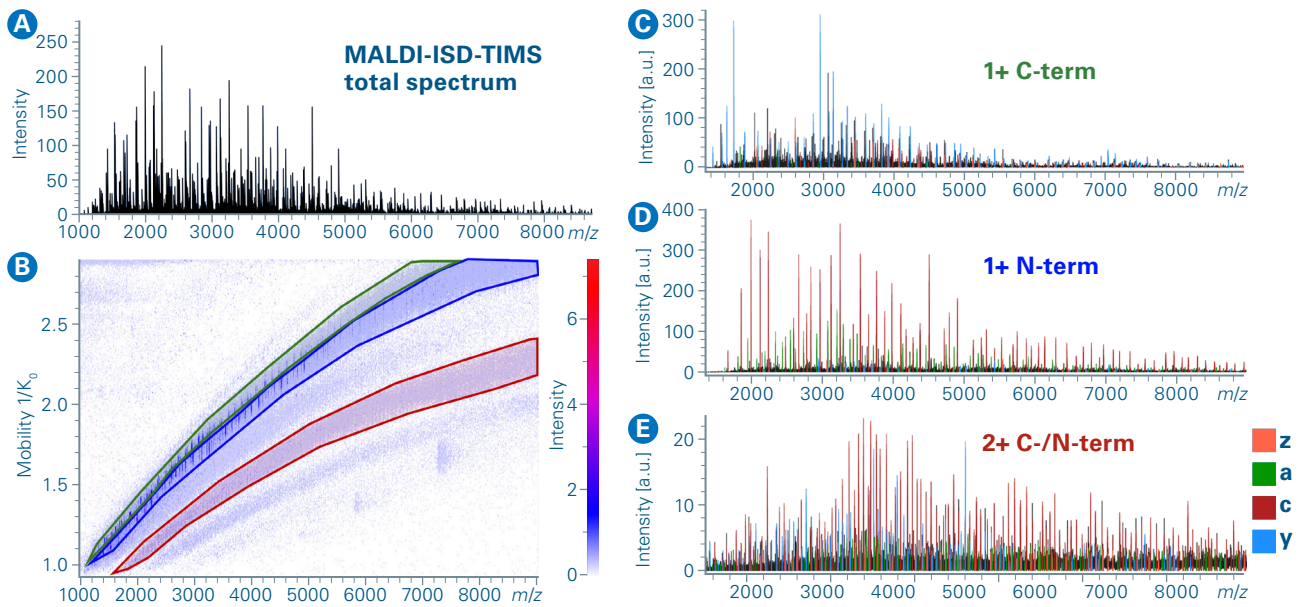 A
MALDI-ISD-TIMS
total spectrum
Intensity
250
200
150
100
50
0
1000 2000 3000 4000 5000 6000 7000 8000 m/z
B
Mobility 1/K0
2.5
2.0
1.5
1.0
1000 2000 3000 4000 5000 6000 7000 8000 m/z
Intensity
6
4
2
0
C
1+ C-term
Intensity [a.u.]
300
200
100
0
2000 3000 4000 5000 6000 7000 8000 m/z
D
1+ N-term
Intensity [a.u.]
400
300
200
100
0
2000 3000 4000 5000 6000 7000 8000 m/z
E
2+ C-/N-term
Intensity [a.u.]
20
10
0
2000 3000 4000 5000 6000 7000 8000 m/z
z
a
c
y